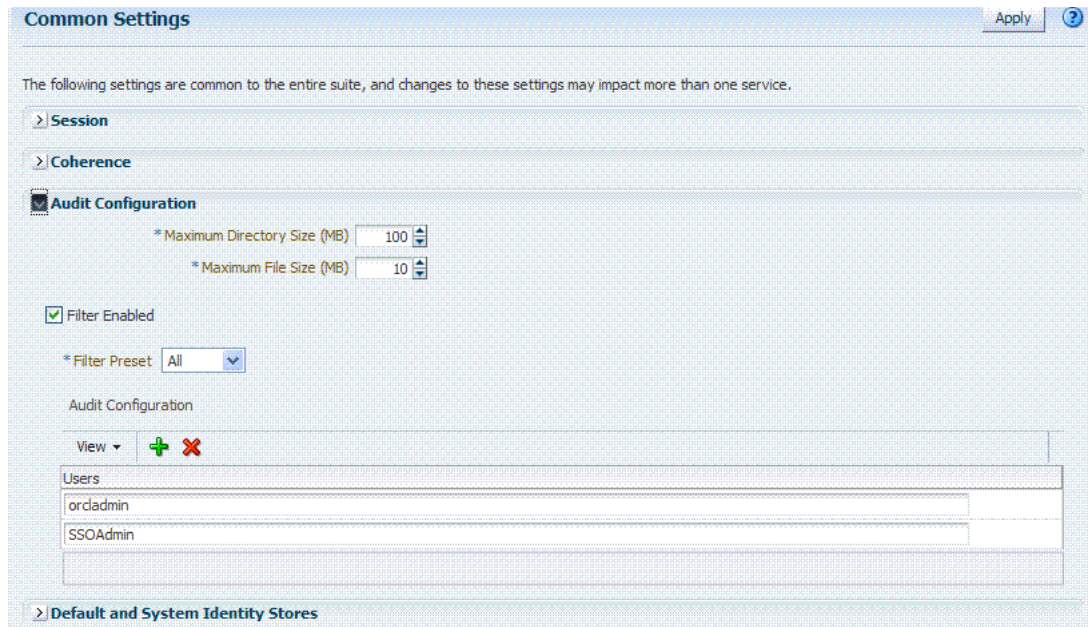 Common Settings
Apply
?
The following settings are common to the entire suite, and changes to these settings may impact more than one service.
Session
Coherence
Audit Configuration
* Maximum Directory Size (MB) 100
* Maximum File Size (MB) 10
Filter Enabled
* Filter Preset All
Audit Configuration
View
Users
orcladmin
SSOAdmin
Default and System Identity Stores